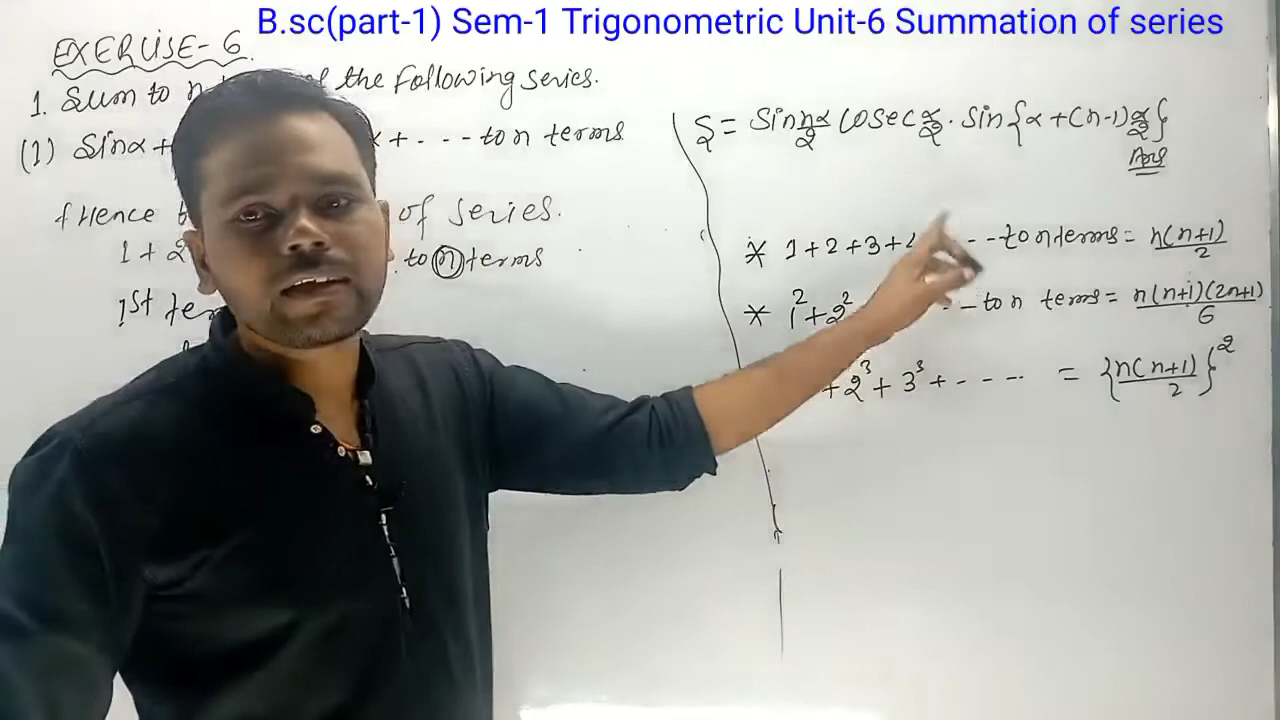 B.sc(part-1) Sem-1 Trigonometric Unit-6 Summation of series
EXERCISE-6.
1. Sum to n of the following series.
(1) Sinα+ α + - - - to n terms
Hence of series.
1 + 2 . to n terms
1st ter
S = Sin nα/2 Cosec α/2 . Sin{α + (n-1) α/2}
Ans
* 1+2+3+4 - - to n terms = n(n+1)/2
* 1² + 2² . . - to n terms = n(n+1)(2n+1)/6
+ 2³ + 3³ + - - - - = {n(n+1)/2}²